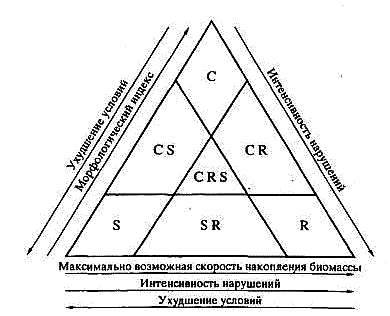 Ухудшение условий
Морфологический индекс
Интенсивность нарушений
C
CS
CR
CRS
S
SR
R
Максимально возможная скорость накопления биомассы
Интенсивность нарушений
Ухудшение условий